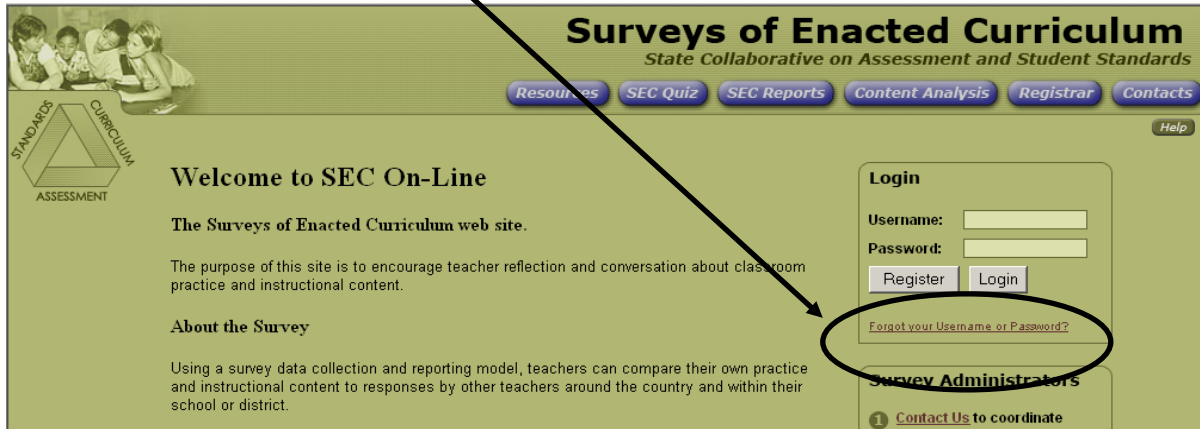 Surveys of Enacted Curriculum
State Collaborative on Assessment and Student Standards
Resources SEC Quiz SEC Reports Content Analysis Registrar Contacts
Help
STANDARDS CURRICULUM
ASSESSMENT
Welcome to SEC On-Line
The Surveys of Enacted Curriculum web site.
The purpose of this site is to encourage teacher reflection and conversation about classroom
practice and instructional content.
About the Survey
Using a survey data collection and reporting model, teachers can compare their own practice
and instructional content to responses by other teachers around the country and within their
school or district.
Login
Username:
Password:
Register Login
Forgot your Username or Password?
Survey Administrators
1 Contact Us to coordinate